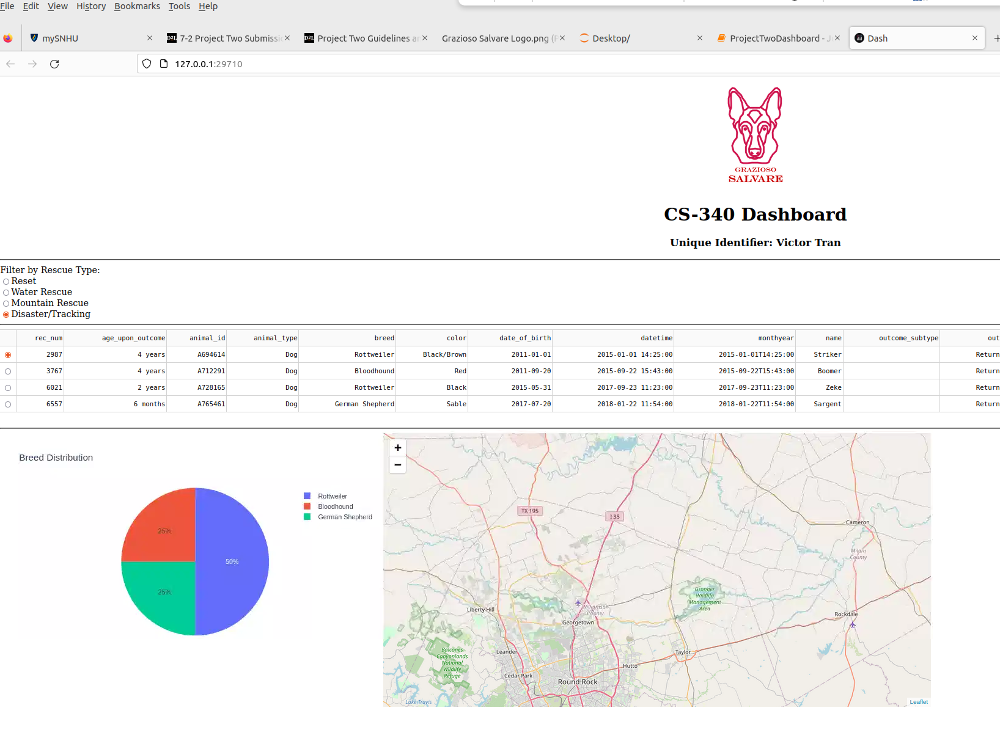 File Edit View History Bookmarks Tools Help
mySNHU
7-2 Project Two Submissi
Project Two Guidelines ar
Grazioso Salvare Logo.png (P
Desktop/
ProjectTwoDashboard - J
Dash
127.0.0.1:29710
GRAZIOSO
SALVARE
CS-340 Dashboard
Unique Identifier: Victor Tran
Filter by Rescue Type:
Reset
Water Rescue
Mountain Rescue
Disaster/Tracking
rec_num age_upon_outcome animal_id animal_type breed color date_of_birth datetime monthyear name outcome_subtype out
2987 4 years A694614 Dog Rottweiler Black/Brown 2011-01-01 2015-01-01 14:25:00 2015-01-01T14:25:00 Striker Return
3767 4 years A712291 Dog Bloodhound Red 2011-09-20 2015-09-22 15:43:00 2015-09-22T15:43:00 Boomer Return
6021 2 years A728165 Dog Rottweiler Black 2015-05-31 2017-09-23 11:23:00 2017-09-23T11:23:00 Zeke Return
6557 6 months A765461 Dog German Shepherd Sable 2017-07-20 2018-01-22 11:54:00 2018-01-22T11:54:00 Sargent Return
Breed Distribution
Rottweiler
Bloodhound
German Shepherd
25%
50%
25%
+
−
TX 195
I 35
Cameron
Milam
County
Granger
Wildlife
Management
Area
Liberty Hill
Williamson
County
Georgetown
Rockdale
Leander
Taylor
Balcones
Canyonlands
National
Wildlife
Refuge
Hutto
Cedar Park
Round Rock
Lake Travis
Leaflet